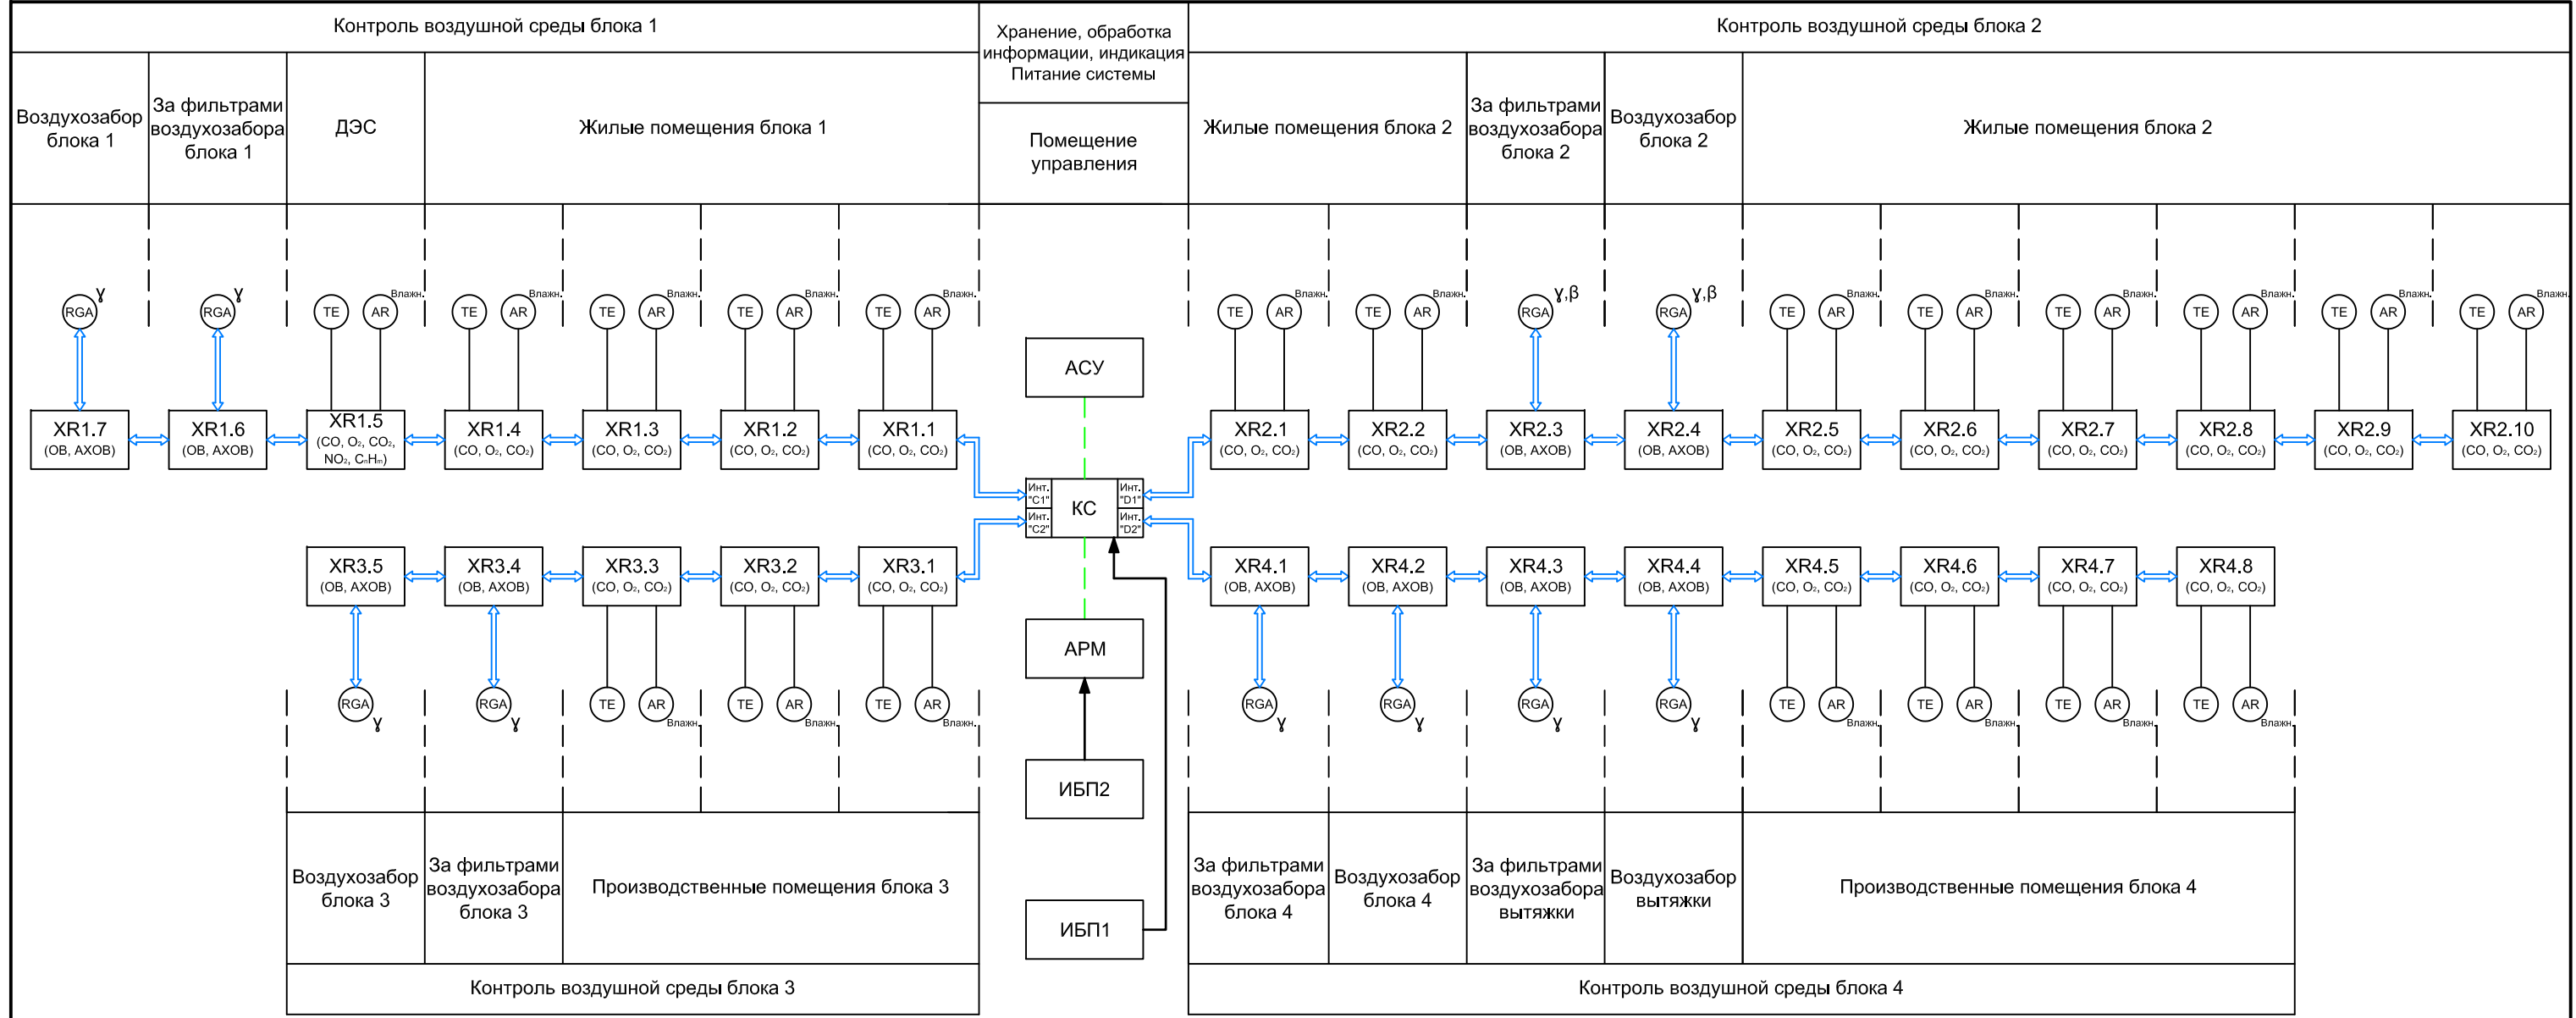 Контроль воздушной среды блока 1
Хранение, обработка
информации, индикация
Питание системы
Контроль воздушной среды блока 2
Воздухозабор
блока 1
За фильтрами
воздухозабора
блока 1
ДЭС
Жилые помещения блока 1
Помещение
управления
Жилые помещения блока 2
За фильтрами
воздухозабора
блока 2
Воздухозабор
блока 2
Жилые помещения блока 2
RGA ɣ
RGA ɣ
TE AR Влажн.
TE AR Влажн.
TE AR Влажн.
TE AR Влажн.
TE AR Влажн.
TE AR Влажн.
TE AR Влажн.
RGA ɣ,β
RGA ɣ,β
TE AR Влажн.
TE AR Влажн.
TE AR Влажн.
TE AR Влажн.
TE AR Влажн.
TE AR Влажн.
АСУ
XR1.7
(ОВ, АХОВ)
XR1.6
(ОВ, АХОВ)
XR1.5
(CO, O₂, CO₂,
NO₂, CₙHₘ)
XR1.4
(CO, O₂, CO₂)
XR1.3
(CO, O₂, CO₂)
XR1.2
(CO, O₂, CO₂)
XR1.1
(CO, O₂, CO₂)
XR2.1
(CO, O₂, CO₂)
XR2.2
(CO, O₂, CO₂)
XR2.3
(ОВ, АХОВ)
XR2.4
(ОВ, АХОВ)
XR2.5
(CO, O₂, CO₂)
XR2.6
(CO, O₂, CO₂)
XR2.7
(CO, O₂, CO₂)
XR2.8
(CO, O₂, CO₂)
XR2.9
(CO, O₂, CO₂)
XR2.10
(CO, O₂, CO₂)
Инт.
"C1"
Инт.
"C2"
КС
Инт.
"D1"
Инт.
"D2"
XR3.5
(ОВ, АХОВ)
XR3.4
(ОВ, АХОВ)
XR3.3
(CO, O₂, CO₂)
XR3.2
(CO, O₂, CO₂)
XR3.1
(CO, O₂, CO₂)
XR4.1
(ОВ, АХОВ)
XR4.2
(ОВ, АХОВ)
XR4.3
(ОВ, АХОВ)
XR4.4
(ОВ, АХОВ)
XR4.5
(CO, O₂, CO₂)
XR4.6
(CO, O₂, CO₂)
XR4.7
(CO, O₂, CO₂)
XR4.8
(CO, O₂, CO₂)
АРМ
RGA ɣ
RGA ɣ
TE AR Влажн.
TE AR Влажн.
TE AR Влажн.
RGA ɣ
RGA ɣ
RGA ɣ
RGA ɣ
TE AR Влажн.
TE AR Влажн.
TE AR Влажн.
TE AR Влажн.
ИБП2
ИБП1
Воздухозабор
блока 3
За фильтрами
воздухозабора
блока 3
Производственные помещения блока 3
За фильтрами
воздухозабора
блока 4
Воздухозабор
блока 4
За фильтрами
воздухозабора
вытяжки
Воздухозабор
вытяжки
Производственные помещения блока 4
Контроль воздушной среды блока 3
Контроль воздушной среды блока 4